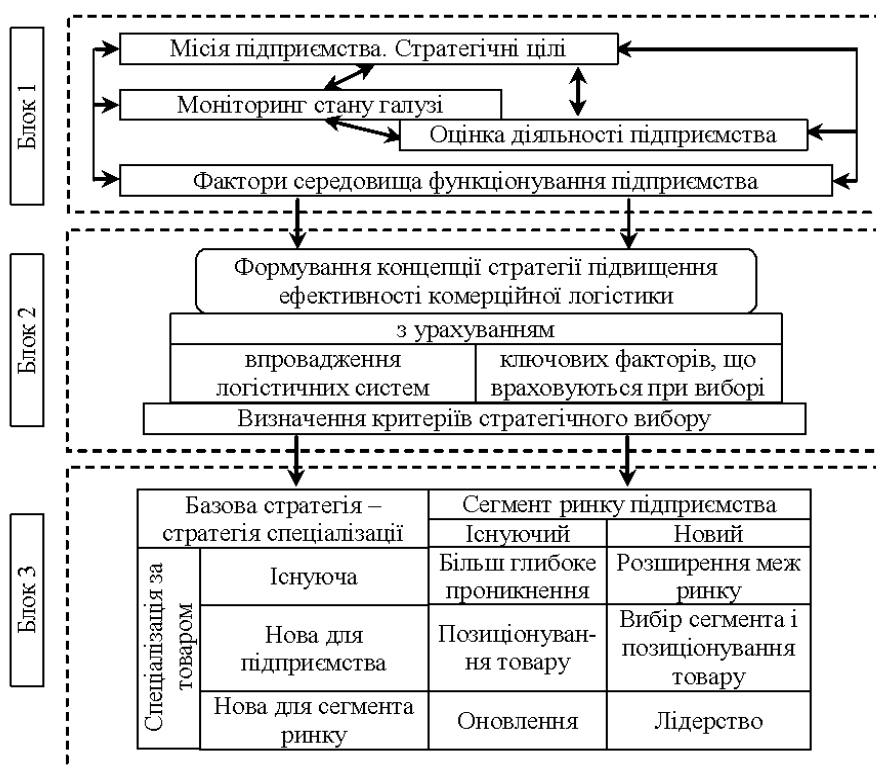 Блок 1
Місія підприємства. Стратегічні цілі
Моніторинг стану галузі
Оцінка діяльності підприємства
Фактори середовища функціонування підприємства
Блок 2
Формування концепції стратегії підвищення
ефективності комерційної логістики
з урахуванням
впровадження
логістичних систем
ключових факторів, що
враховуються при виборі
Визначення критеріїв стратегічного вибору
Блок 3
Базова стратегія –
стратегія спеціалізації
Сегмент ринку підприємства
Існуючий
Новий
Спеціалізація за
товаром
Існуюча
Більш глибоке
проникнення
Розширення меж
ринку
Нова для
підприємства
Позиціонуван-
ня товару
Вибір сегмента і
позиціонування
товару
Нова для сегмента
ринку
Оновлення
Лідерство